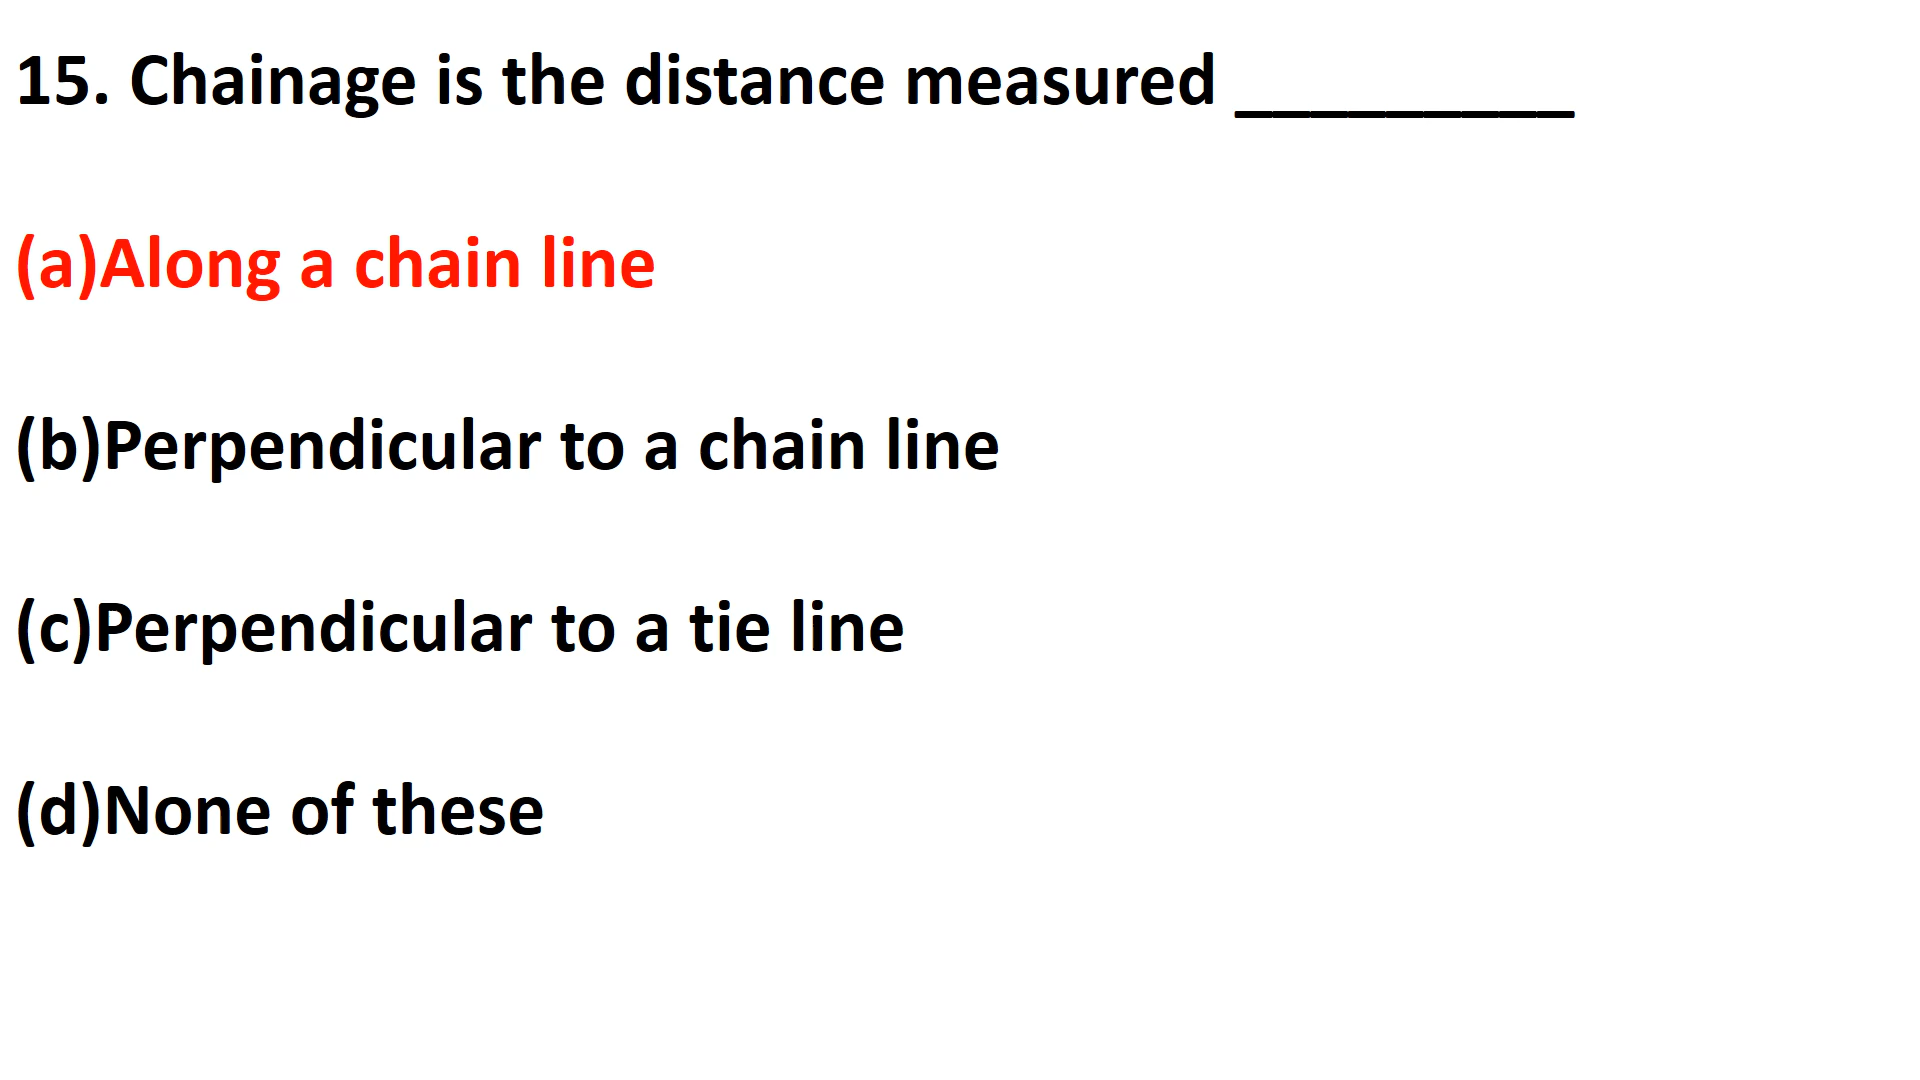 15. Chainage is the distance measured _________
(a)Along a chain line
(b)Perpendicular to a chain line
(c)Perpendicular to a tie line
(d)None of these